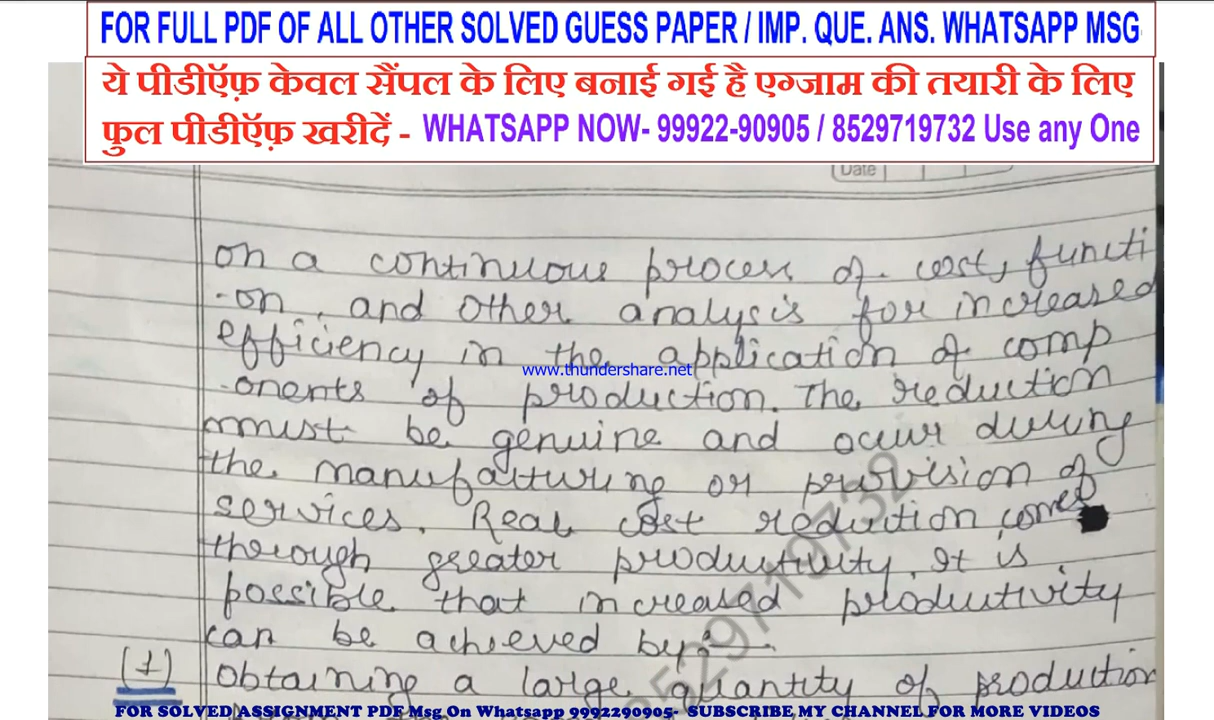 FOR FULL PDF OF ALL OTHER SOLVED GUESS PAPER / IMP. QUE. ANS. WHATSAPP MSG
ये पीडीऍफ़ केवल सैंपल के लिए बनाई गई है एग्जाम की तयारी के लिए
फुल पीडीऍफ़ खरीदें - WHATSAPP NOW- 99922-90905 / 8529719732 Use any One
Date
on a continuous process of cost, functi
-on, and other analysis for increased
efficiency in the application of comp
www.thundershare.net
-onents of production. The reduction
must be genuine and occur during
the manufacturing or provision of
services. Real cost reduction comes
through greater productivity. It is
possible that increased productivity
can be achieved by:-
(1) Obtaining a large quantity of production
8529719732
FOR SOLVED ASSIGNMENT PDF Msg On Whatsapp 9992290905- SUBSCRIBE MY CHANNEL FOR MORE VIDEOS